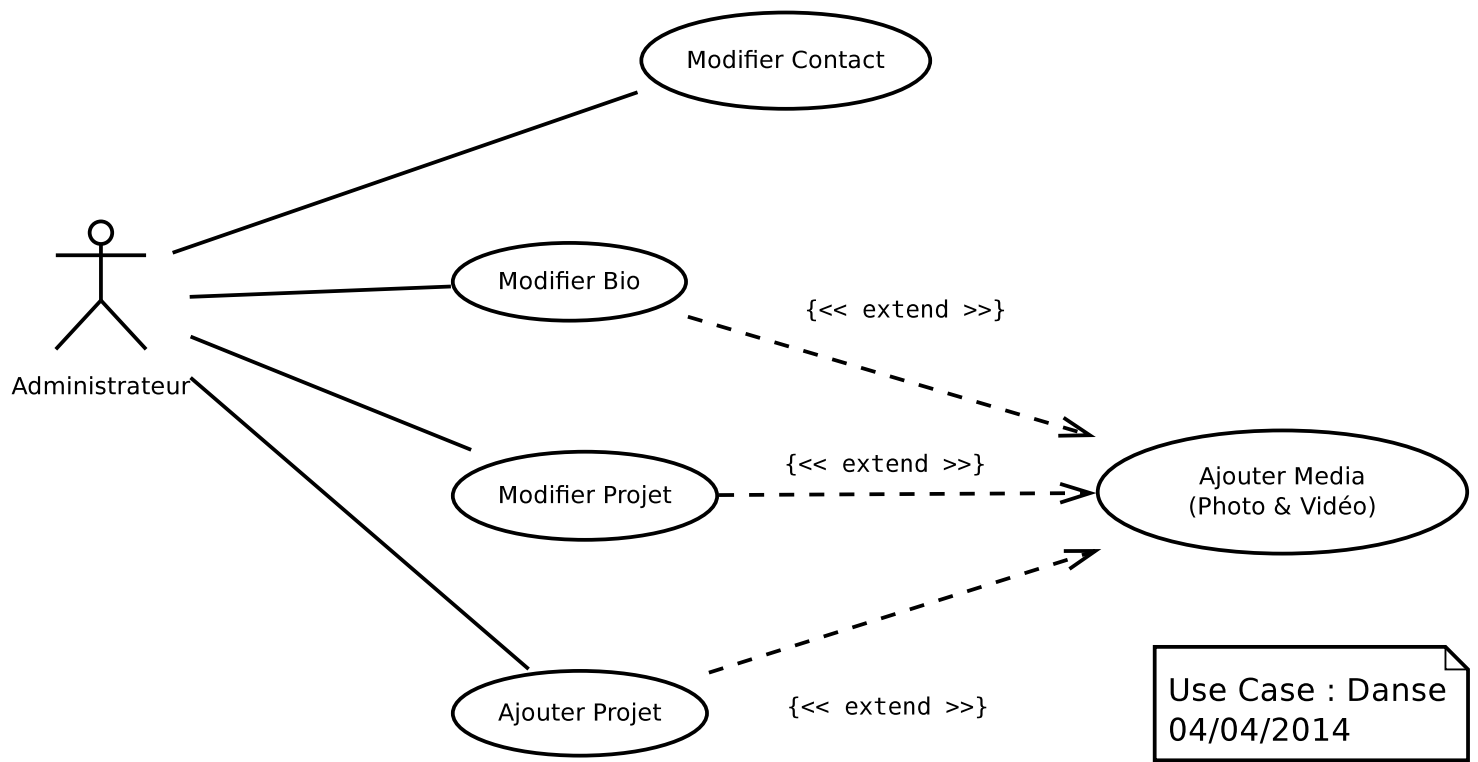 Modifier Contact
Modifier Bio
{<< extend >>}
Administrateur
{<< extend >>}
Modifier Projet
Ajouter Media
(Photo & Vidéo)
Ajouter Projet
{<< extend >>}
Use Case : Danse
04/04/2014